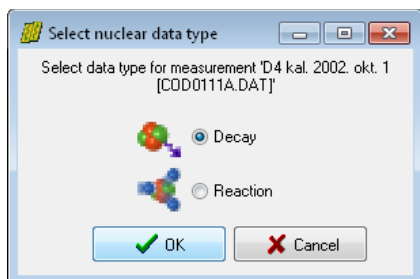 Select nuclear data type
Select data type for measurement 'D4 kal. 2002. okt. 1
[COD0111A.DAT]'
Decay
Reaction
OK
Cancel